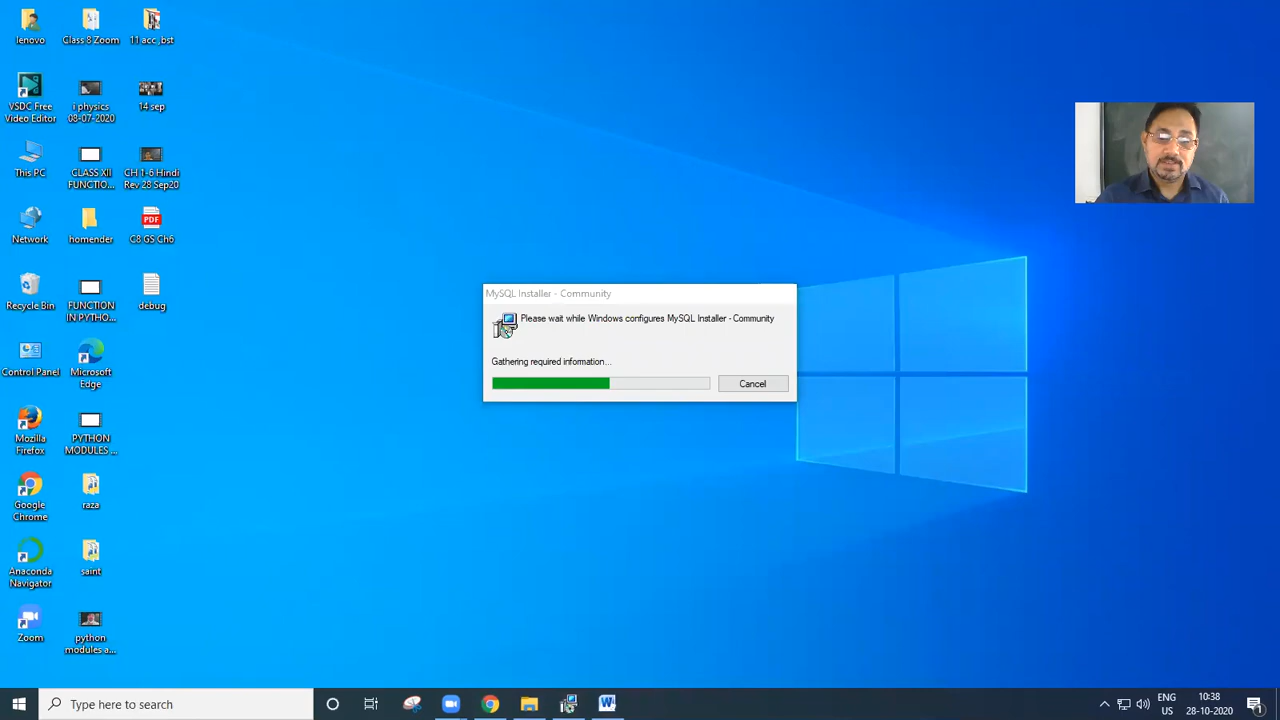 lenovo
Class 8 Zoom
11 acc ,bst
VSDC Free
Video Editor
i physics
08-07-2020
14 sep
This PC
CLASS XII
FUNCTIO...
CH 1-6 Hindi
Rev 28 Sep20
Network
homender
PDF
C8 GS Ch6
Recycle Bin
FUNCTION
IN PYTHO...
debug
Control Panel
Microsoft
Edge
Mozilla
Firefox
PYTHON
MODULES ...
Google
Chrome
raza
Anaconda
Navigator
saint
Zoom
python
modules a...
MySQL Installer - Community
Please wait while Windows configures MySQL Installer - Community
Gathering required information...
Cancel
Type here to search
W
ENG
US
10:38
28-10-2020
1